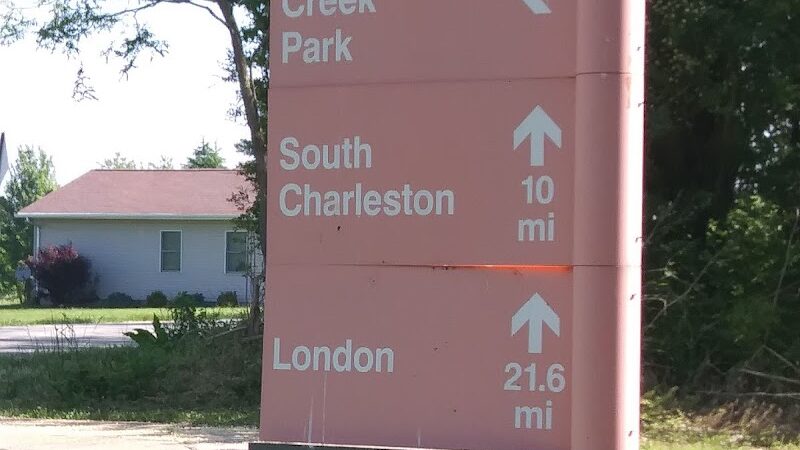 Creek
Park
South
Charleston
10
mi
London
21.6
mi